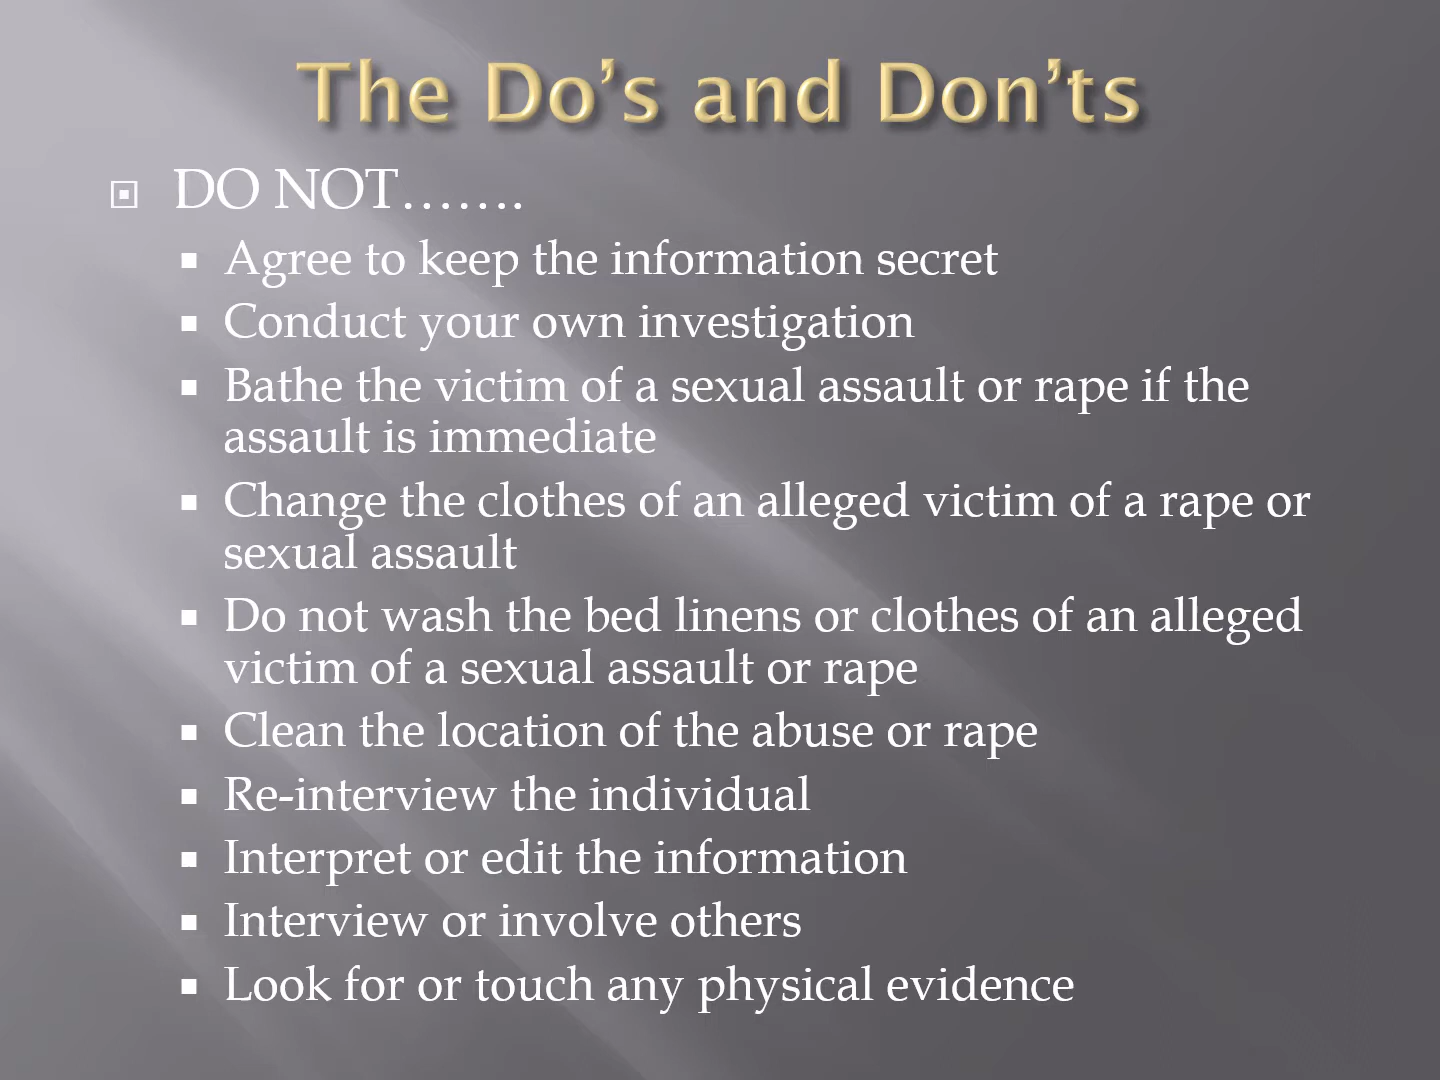 The Do’s and Don’ts
DO NOT…….
Agree to keep the information secret
Conduct your own investigation
Bathe the victim of a sexual assault or rape if the
assault is immediate
Change the clothes of an alleged victim of a rape or
sexual assault
Do not wash the bed linens or clothes of an alleged
victim of a sexual assault or rape
Clean the location of the abuse or rape
Re-interview the individual
Interpret or edit the information
Interview or involve others
Look for or touch any physical evidence